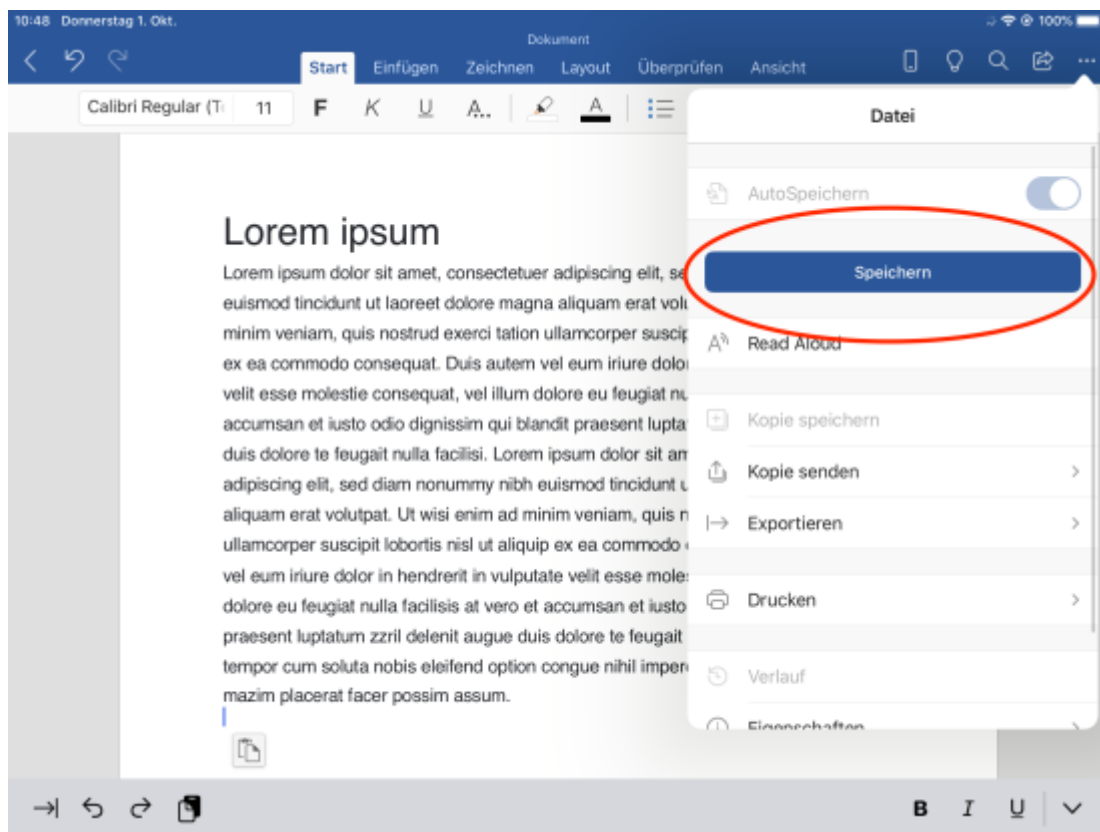 10:48 Donnerstag 1. Okt.
100%
Dokument
Start Einfügen Zeichnen Layout Überprüfen Ansicht
Calibri Regular (T 11 F K U A... A
Datei
AutoSpeichern
Speichern
Read Aloud
Kopie speichern
Kopie senden
Exportieren
Drucken
Verlauf
Eigenschaften
Lorem ipsum
Lorem ipsum dolor sit amet, consectetuer adipiscing elit, se
euismod tincidunt ut laoreet dolore magna aliquam erat volu
minim veniam, quis nostrud exerci tation ullamcorper suscip
ex ea commodo consequat. Duis autem vel eum iriure dolo
velit esse molestie consequat, vel illum dolore eu feugiat nu
accumsan et iusto odio dignissim qui blandit praesent lupta
duis dolore te feugait nulla facilisi. Lorem ipsum dolor sit am
adipiscing elit, sed diam nonummy nibh euismod tincidunt u
aliquam erat volutpat. Ut wisi enim ad minim veniam, quis n
ullamcorper suscipit lobortis nisl ut aliquip ex ea commodo
vel eum iriure dolor in hendrerit in vulputate velit esse moles
dolore eu feugiat nulla facilisis at vero et accumsan et iusto
praesent luptatum zzril delenit augue duis dolore te feugait
tempor cum soluta nobis eleifend option congue nihil imper
mazim placerat facer possim assum.
B I U